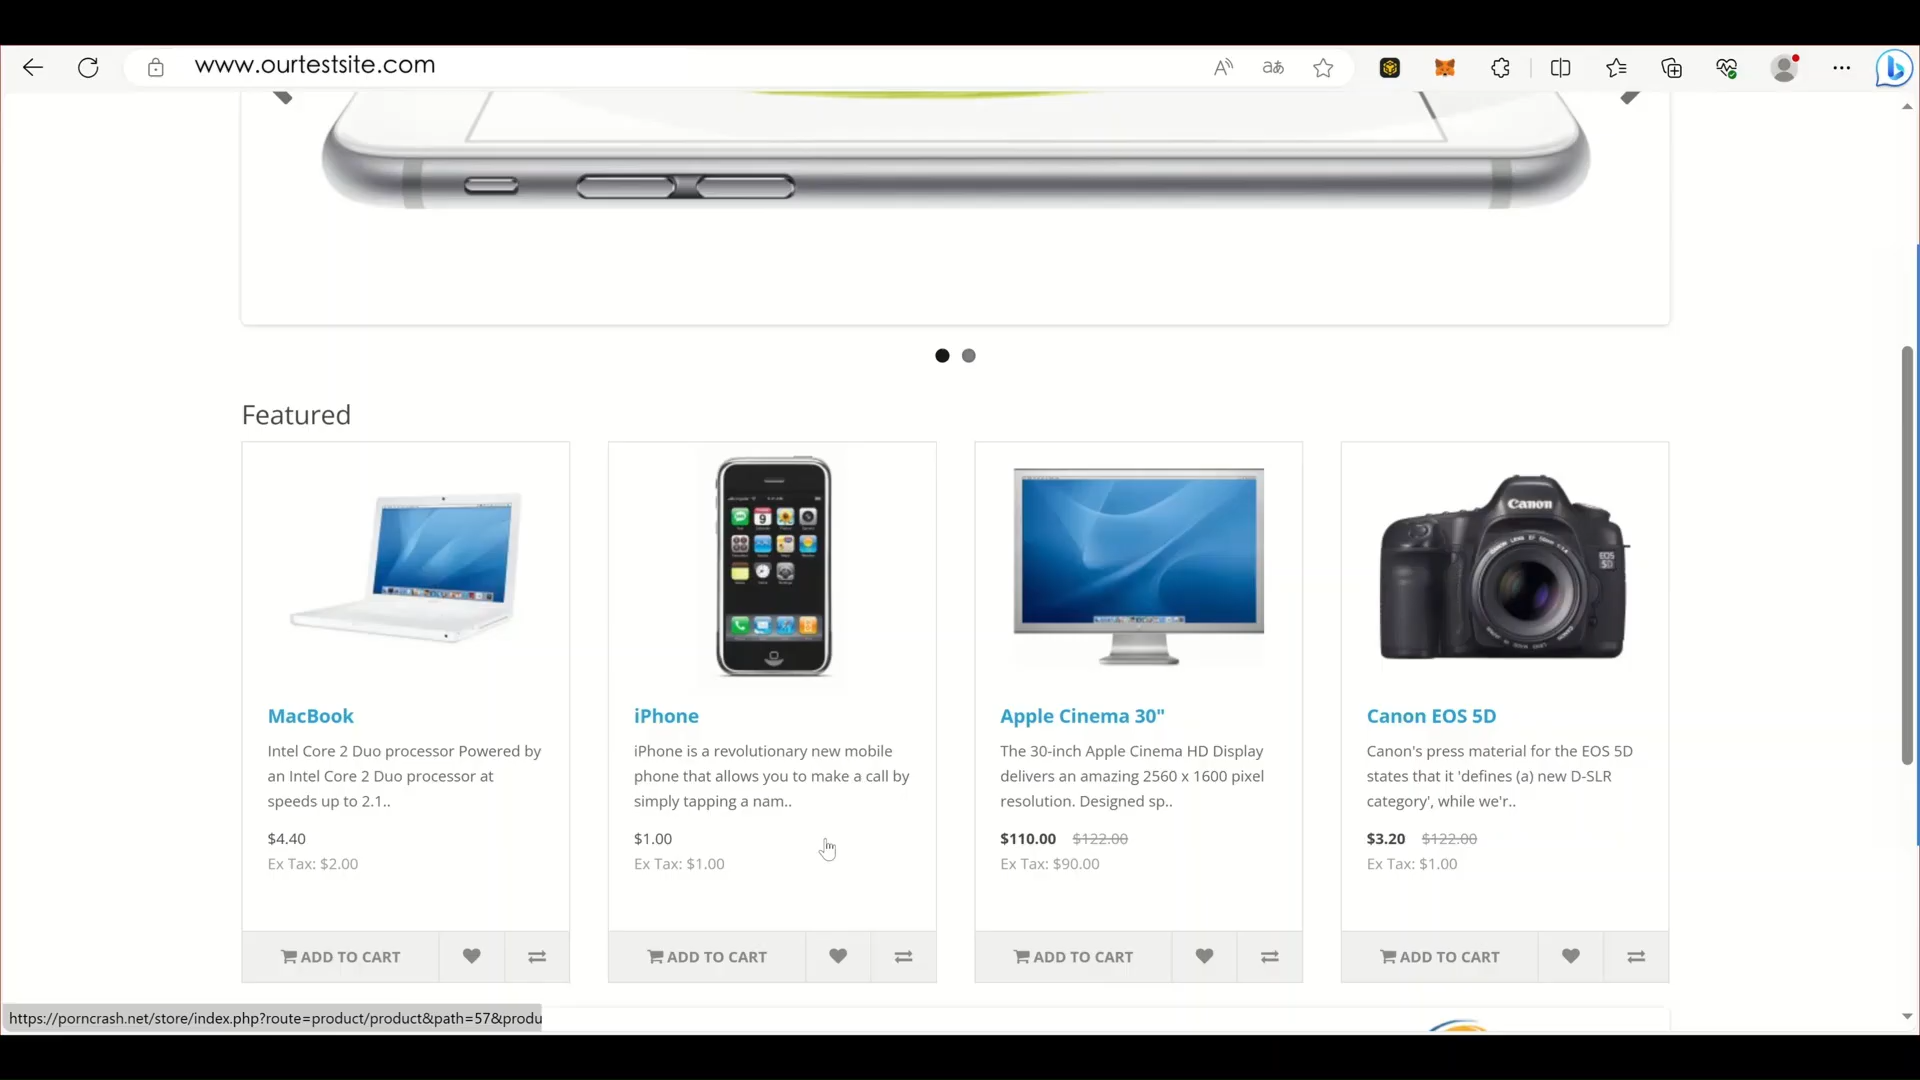 www.ourtestsite.com
Featured
Canon
EOS
5D
MacBook
Intel Core 2 Duo processor Powered by
an Intel Core 2 Duo processor at
speeds up to 2.1..
$4.40
Ex Tax: $2.00
ADD TO CART
iPhone
iPhone is a revolutionary new mobile
phone that allows you to make a call by
simply tapping a nam..
$1.00
Ex Tax: $1.00
ADD TO CART
Apple Cinema 30"
The 30-inch Apple Cinema HD Display
delivers an amazing 2560 x 1600 pixel
resolution. Designed sp..
$110.00 $122.00
Ex Tax: $90.00
ADD TO CART
Canon EOS 5D
Canon's press material for the EOS 5D
states that it 'defines (a) new D-SLR
category', while we'r..
$3.20 $122.00
Ex Tax: $1.00
ADD TO CART
https://porncrash.net/store/index.php?route=product/product&path=57&produ